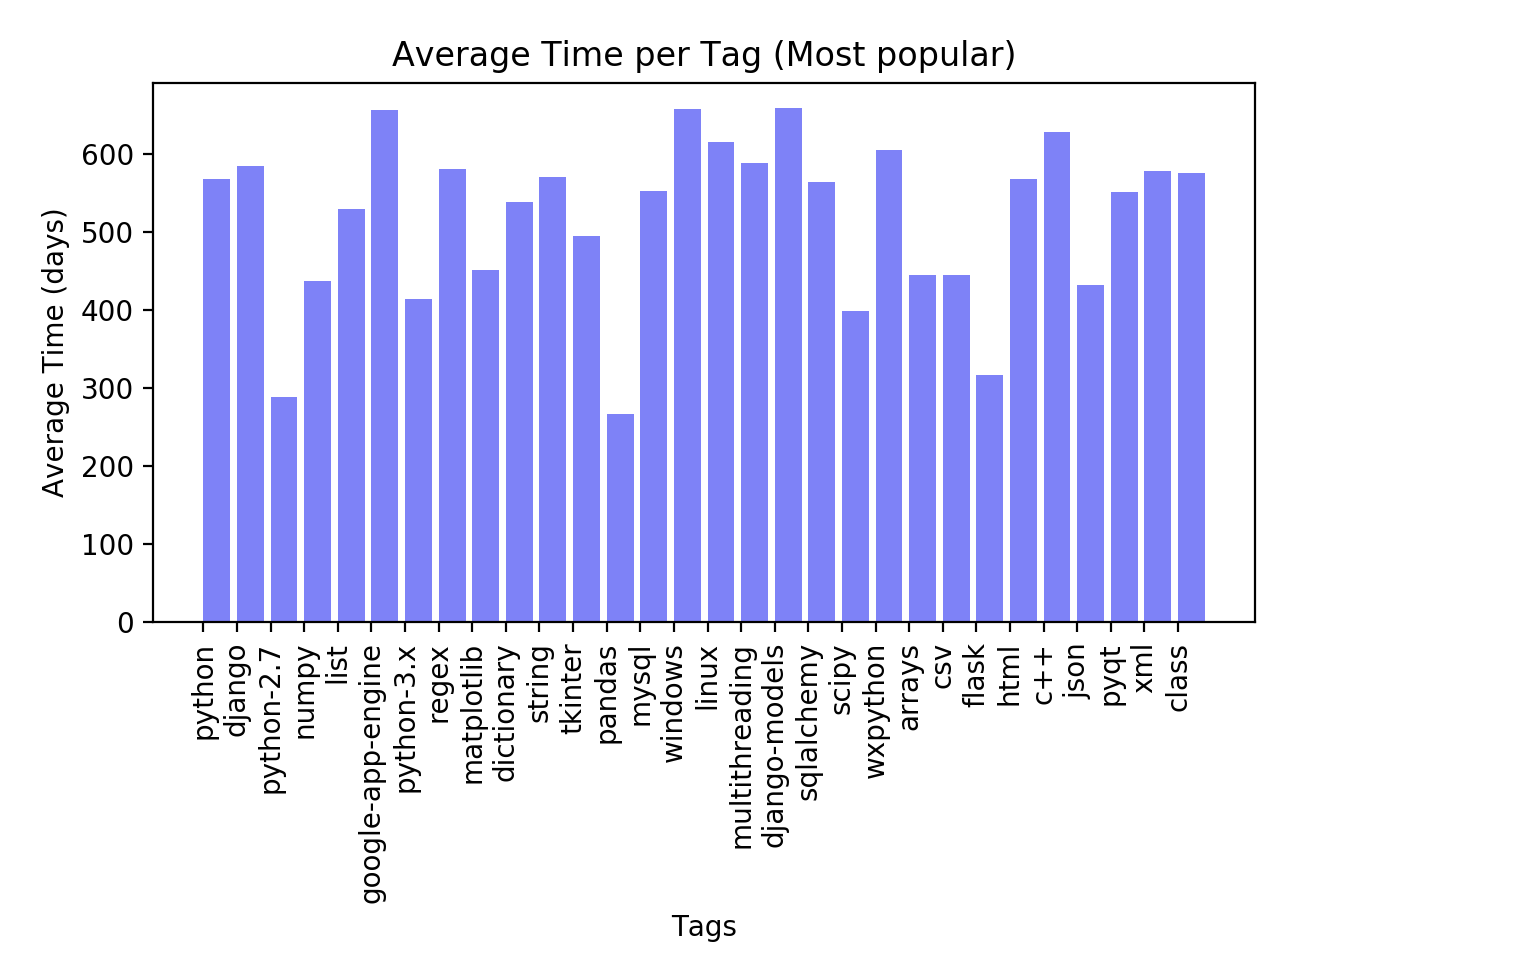 Average Time per Tag (Most popular)
Average Time (days)
600
500
400
300
200
100
0
python
django
python-2.7
numpy
list
google-app-engine
python-3.x
regex
matplotlib
dictionary
string
tkinter
pandas
mysql
windows
linux
multithreading
django-models
sqlalchemy
scipy
wxpython
arrays
csv
flask
html
c++
json
pyqt
xml
class
Tags